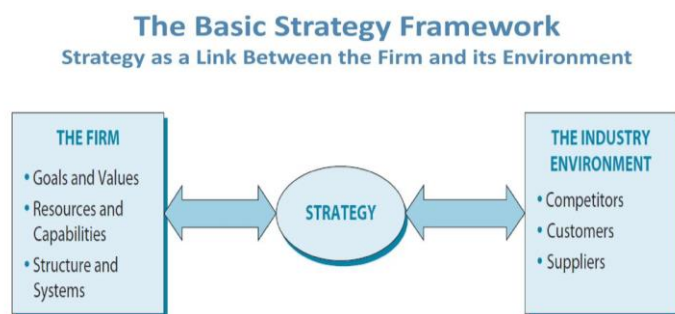 The Basic Strategy Framework
Strategy as a Link Between the Firm and its Environment
THE FIRM
• Goals and Values
• Resources and
Capabilities
• Structure and
Systems
STRATEGY
THE INDUSTRY
ENVIRONMENT
• Competitors
• Customers
• Suppliers